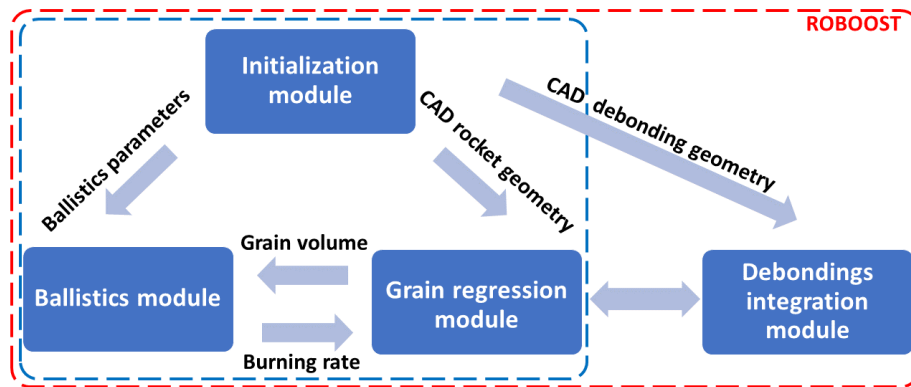 ROBOOST
Initialization
module
Ballistics parameters
CAD rocket geometry
CAD  debonding geometry
Grain volume
Ballistics module
Grain regression
module
Debondings
integration
module
Burning rate